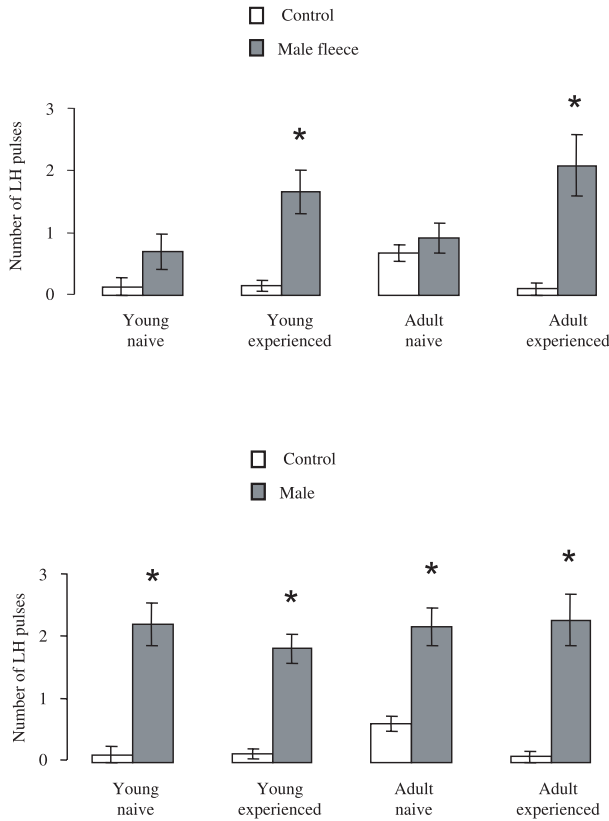 Control
Male fleece
Number of LH pulses
3
*
*
2
1
0
Young
naive
Young
experienced
Adult
naive
Adult
experienced
Control
Male
Number of LH pulses
3
*
*
*
*
2
1
0
Young
naive
Young
experienced
Adult
naive
Adult
experienced